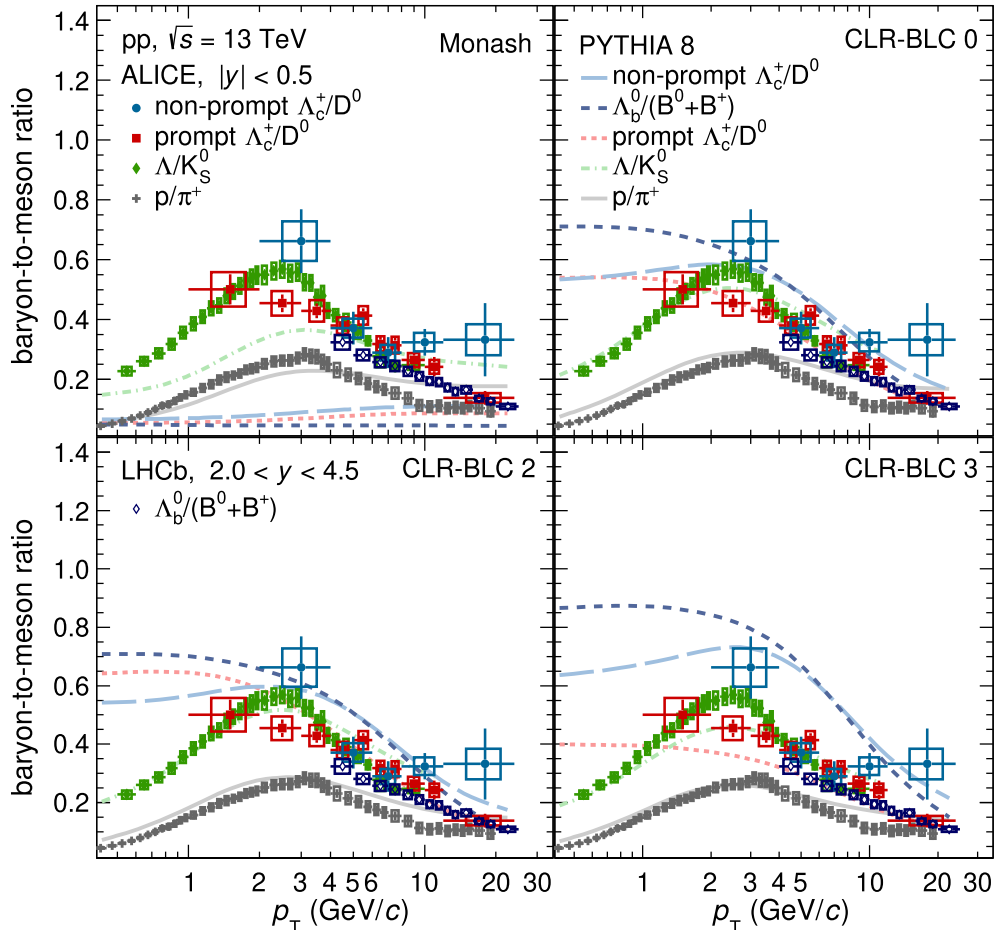 pp, √s = 13 TeV
Monash
ALICE, |y| < 0.5
non-prompt Λc+/D0
prompt Λc+/D0
Λ/KS0
p/π+
PYTHIA 8
CLR-BLC 0
non-prompt Λc+/D0
Λb0/(B0+B+)
prompt Λc+/D0
Λ/KS0
p/π+
baryon-to-meson ratio
1.4
1.2
1.0
0.8
0.6
0.4
0.2
LHCb, 2.0 < y < 4.5
CLR-BLC 2
Λb0/(B0+B+)
CLR-BLC 3
baryon-to-meson ratio
1.4
1.2
1.0
0.8
0.6
0.4
0.2
1 2 3 4 5 6 10 20 30
pT (GeV/c)
1 2 3 4 5 10 20 30
pT (GeV/c)